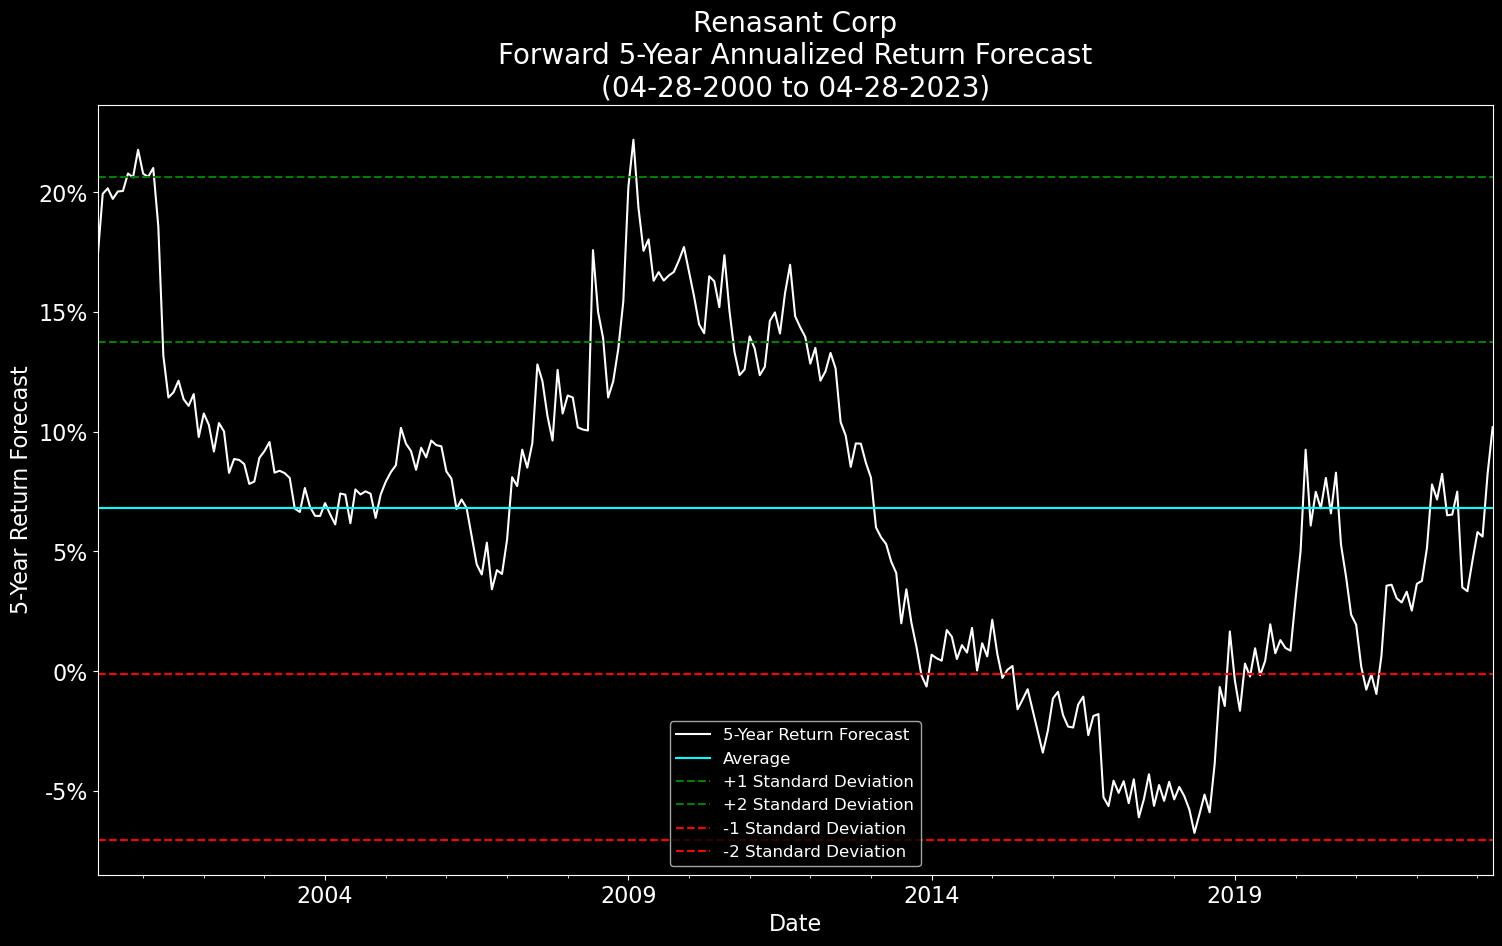 Renasant Corp
Forward 5-Year Annualized Return Forecast
(04-28-2000 to 04-28-2023)
5-Year Return Forecast
20%
15%
10%
5%
0%
-5%
5-Year Return Forecast
Average
+1 Standard Deviation
+2 Standard Deviation
-1 Standard Deviation
-2 Standard Deviation
2004 2009 2014 2019
Date